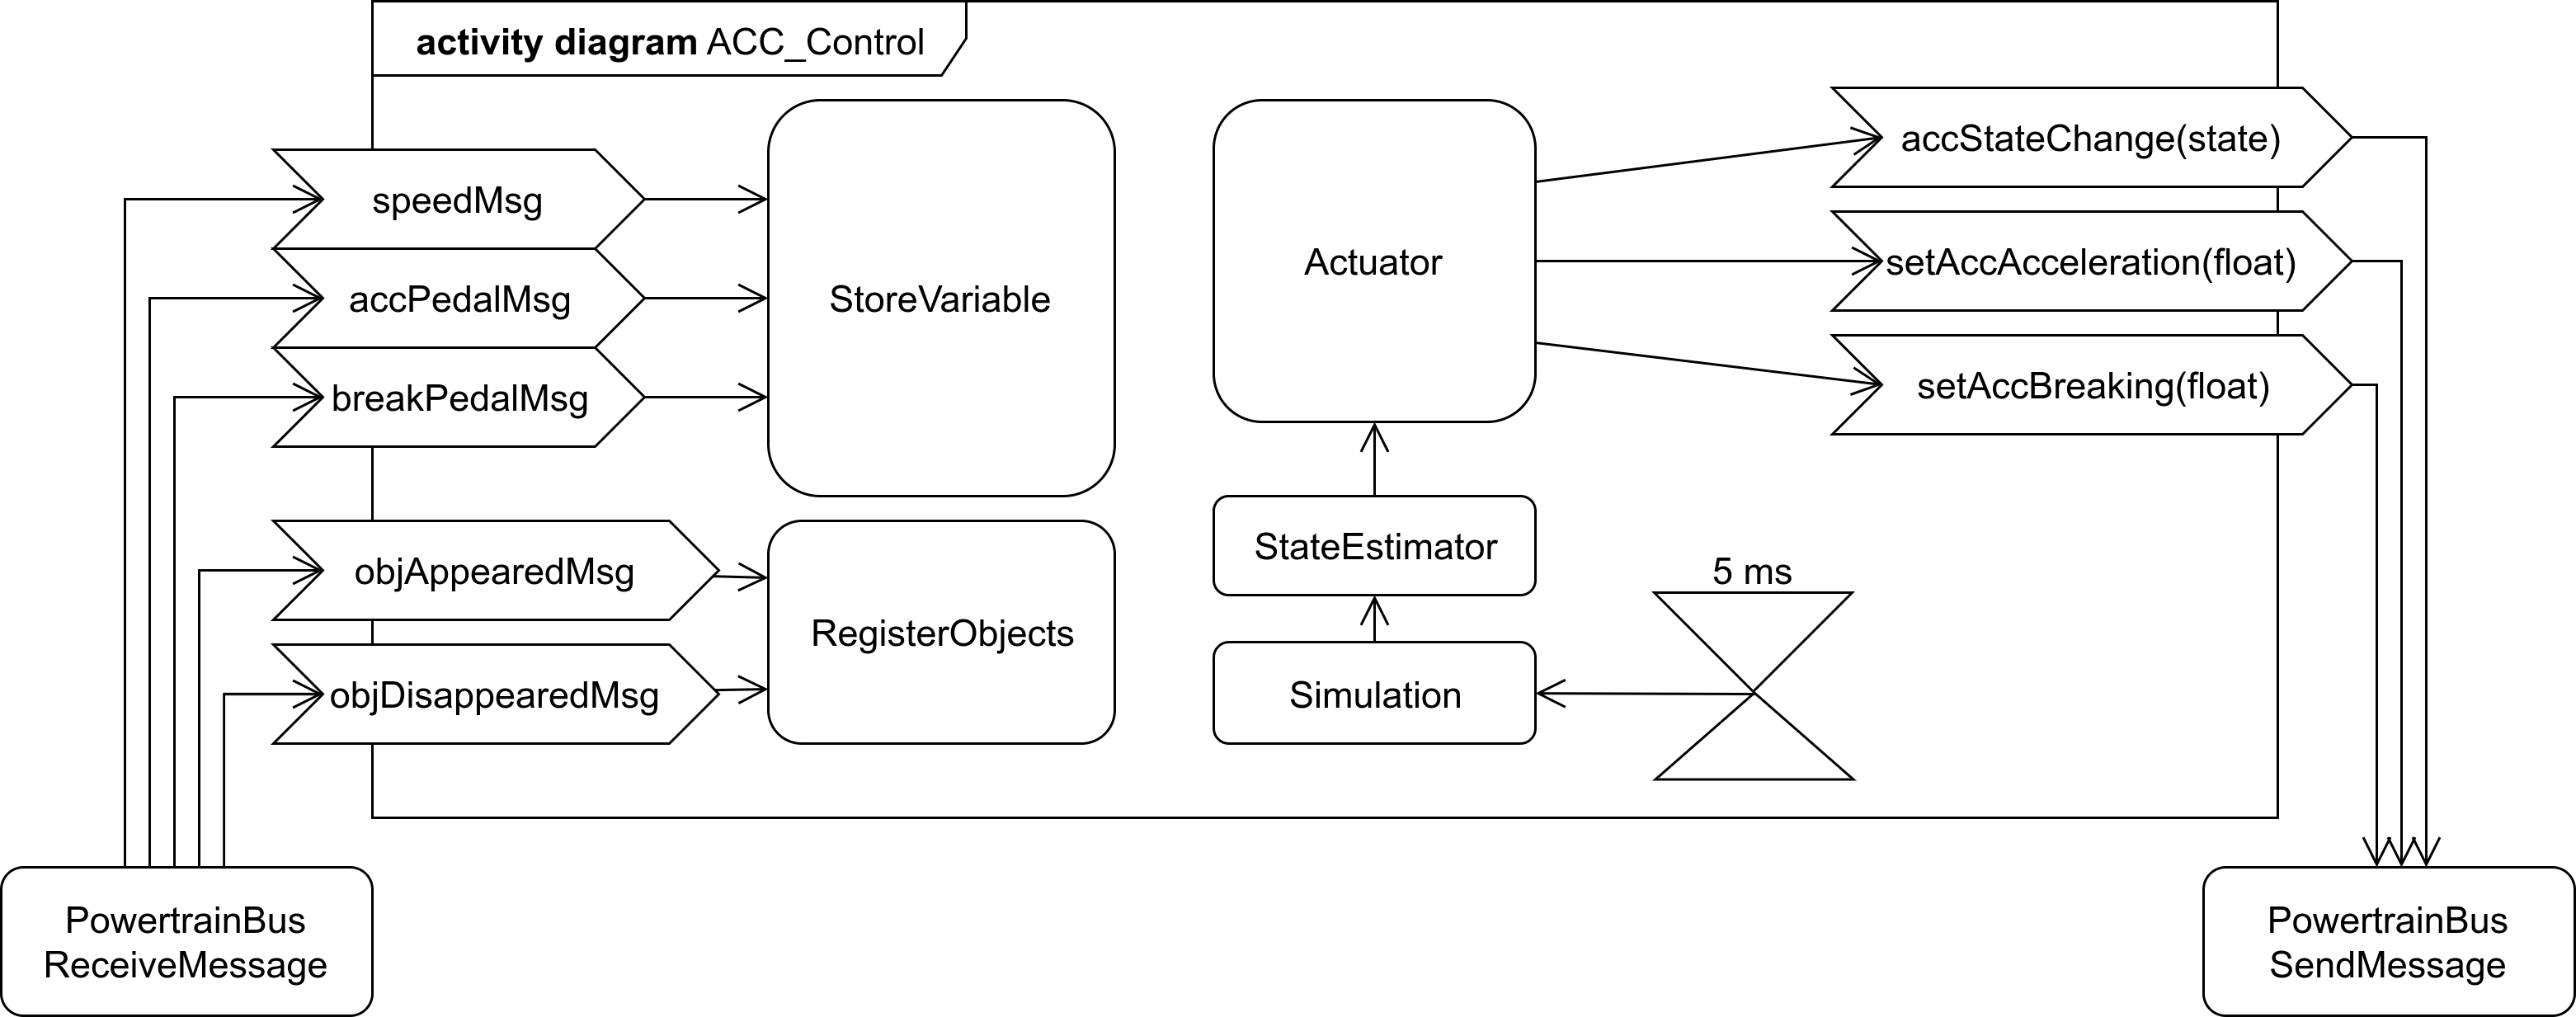 activity diagram ACC_Control
speedMsg
accPedalMsg
breakPedalMsg
objAppearedMsg
objDisappearedMsg
StoreVariable
RegisterObjects
Actuator
StateEstimator
Simulation
5 ms
accStateChange(state)
setAccAcceleration(float)
setAccBreaking(float)
PowertrainBus
ReceiveMessage
PowertrainBus
SendMessage